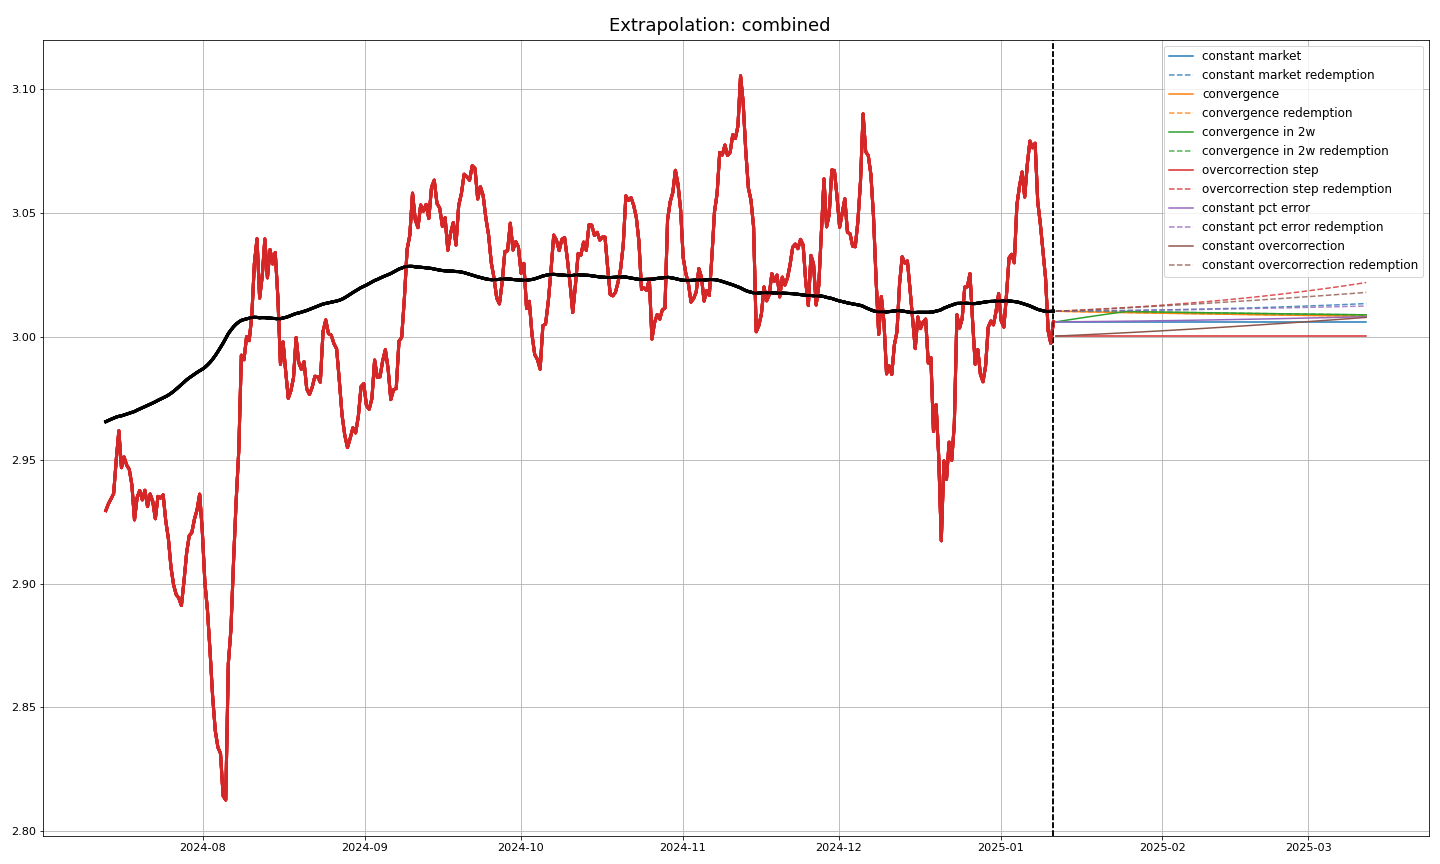 Extrapolation: combined
3.10
3.05
3.00
2.95
2.90
2.85
2.80
2024-08
2024-09
2024-10
2024-11
2024-12
2025-01
2025-02
2025-03
constant market
constant market redemption
convergence
convergence redemption
convergence in 2w
convergence in 2w redemption
overcorrection step
overcorrection step redemption
constant pct error
constant pct error redemption
constant overcorrection
constant overcorrection redemption